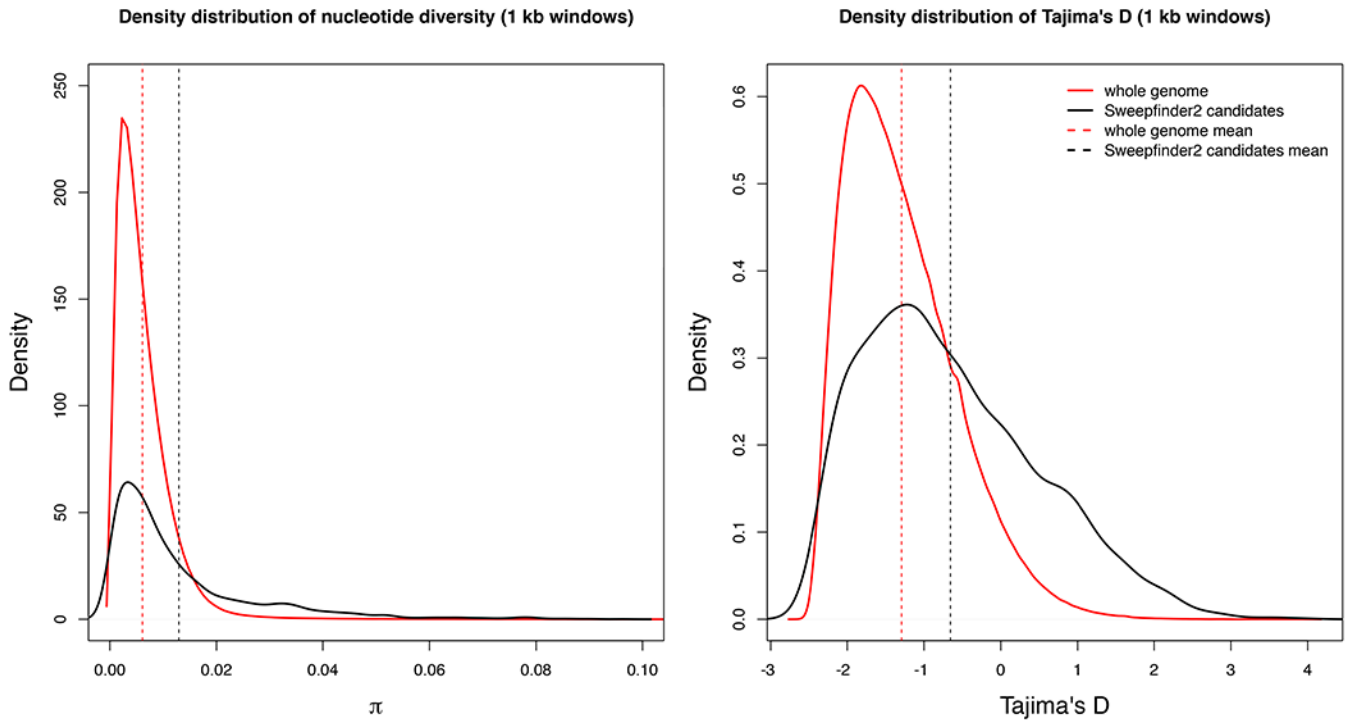 Density distribution of nucleotide diversity (1 kb windows)
Density
250
200
150
100
50
0
0.00 0.02 0.04 0.06 0.08 0.10
π
Density distribution of Tajima's D (1 kb windows)
whole genome
Sweepfinder2 candidates
whole genome mean
Sweepfinder2 candidates mean
Density
0.6
0.5
0.4
0.3
0.2
0.1
0.0
-3 -2 -1 0 1 2 3 4
Tajima's D